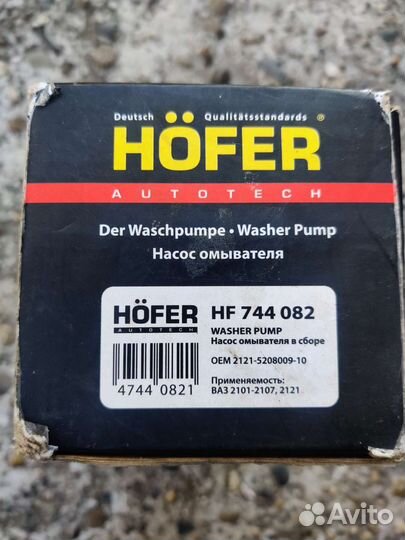 Deutsch Qualitätsstandards ®
HÖFER
AUTOTECH
Der Waschpumpe • Washer Pump
Насос омывателя
HÖFER HF 744 082
AUTOTECH
WASHER PUMP
Насос омывателя в сборе
OEM 2121-5208009-10
4744 0821
Применяемость:
ВАЗ 2101-2107, 2121
Avito